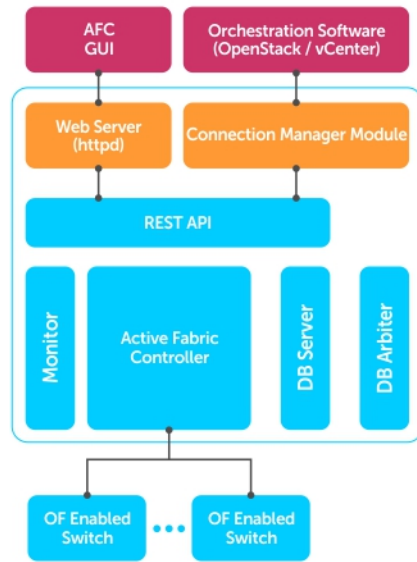 AFC
GUI
Orchestration Software
(OpenStack / vCenter)
Web Server
(httpd)
Connection Manager Module
REST API
Monitor
Active Fabric
Controller
DB Server
DB Arbiter
OF Enabled
Switch
OF Enabled
Switch